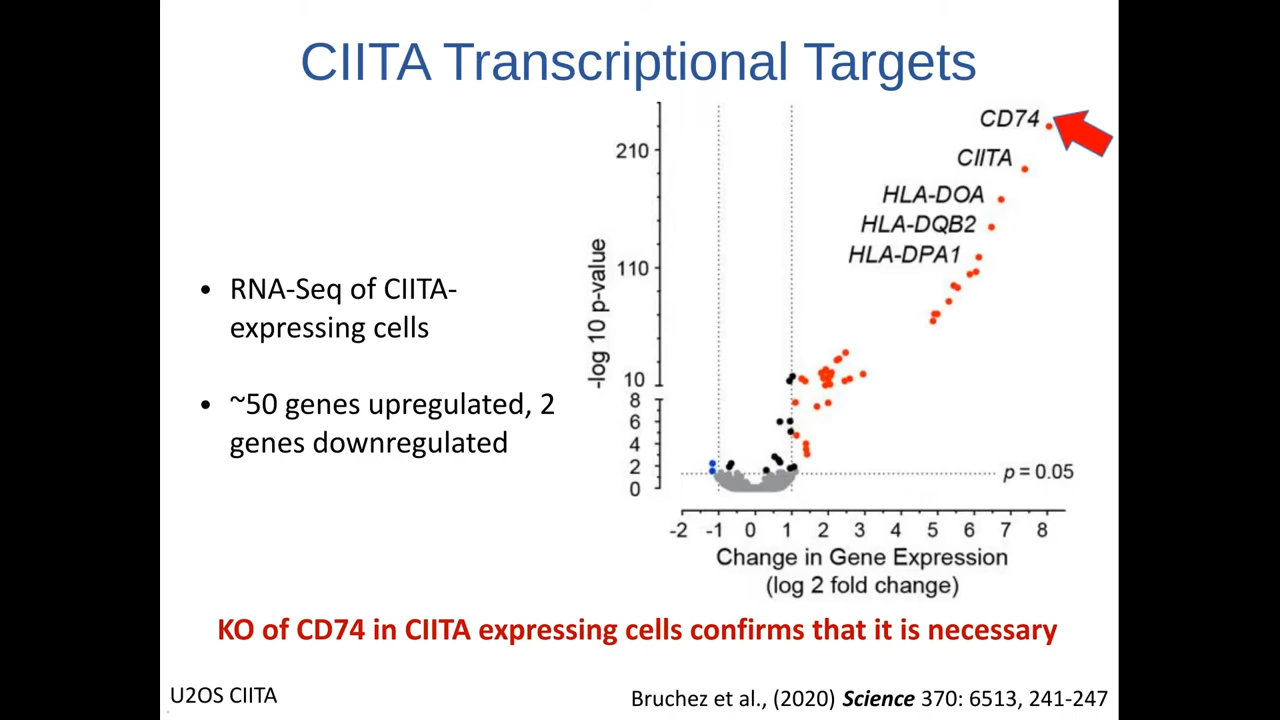 CIITA Transcriptional Targets
• RNA-Seq of CIITA-
expressing cells
• ~50 genes upregulated, 2
genes downregulated
-log 10 p-value
210
110
10
8
6
4
2
0
CD74
CIITA
HLA-DOA
HLA-DQB2
HLA-DPA1
p = 0.05
-2 -1 0 1 2 3 4 5 6 7 8
Change in Gene Expression
(log 2 fold change)
KO of CD74 in CIITA expressing cells confirms that it is necessary
U2OS CIITA
Bruchez et al., (2020) Science 370: 6513, 241-247